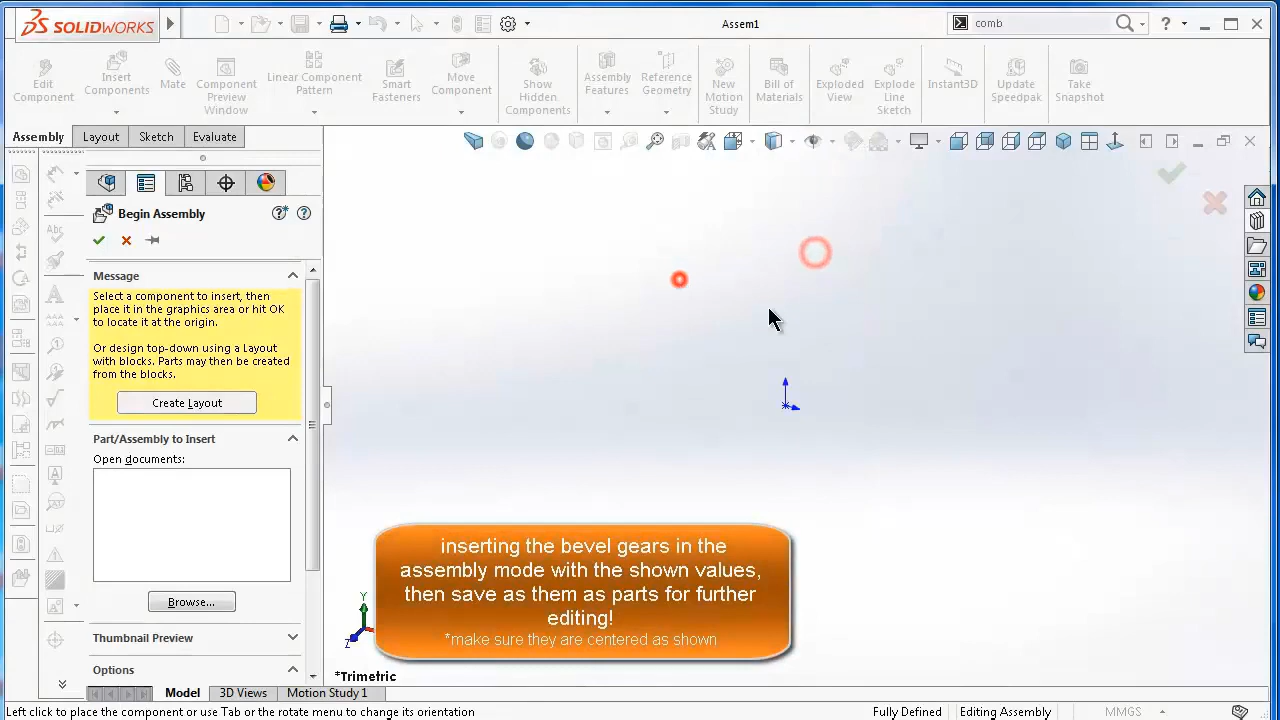 SOLIDWORKS
Assem1
comb
?
Edit
Component
Insert
Components
Mate
Component
Preview
Window
Linear Component
Pattern
Smart
Fasteners
Move
Component
Show
Hidden
Components
Assembly
Features
Reference
Geometry
New
Motion
Study
Bill of
Materials
Exploded
View
Explode
Line
Sketch
Instant3D
Update
Speedpak
Take
Snapshot
Assembly
Layout
Sketch
Evaluate
Begin Assembly
Message
Select a component to insert, then
place it in the graphics area or hit OK
to locate it at the origin.
Or design top-down using a Layout
with blocks. Parts may then be created
from the blocks.
Create Layout
Part/Assembly to Insert
Open documents:
Browse...
Thumbnail Preview
Options
inserting the bevel gears in the
assembly mode with the shown values,
then save as them as parts for further
editing!
*make sure they are centered as shown
Y
Z
*Trimetric
Model
3D Views
Motion Study 1
Left click to place the component or use Tab or the rotate menu to change its orientation
Fully Defined
Editing Assembly
MMGS